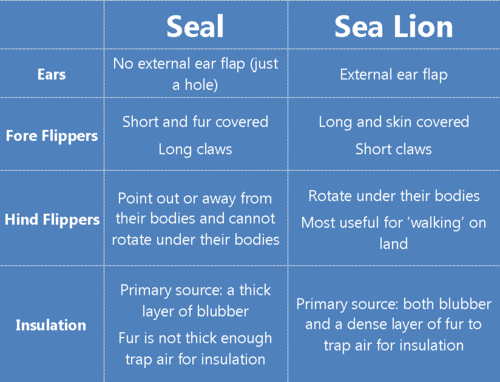 Seal Sea Lion
Ears
No external ear flap (just
a hole)
External ear flap
Fore Flippers
Short and fur covered
Long claws
Long and skin covered
Short claws
Hind Flippers
Point out or away from
their bodies and cannot
rotate under their bodies
Rotate under their bodies
Most useful for ‘walking’ on
land
Insulation
Primary source: a thick
layer of blubber
Fur is not thick enough
trap air for insulation
Primary source: both blubber
and a dense layer of fur to
trap air for insulation